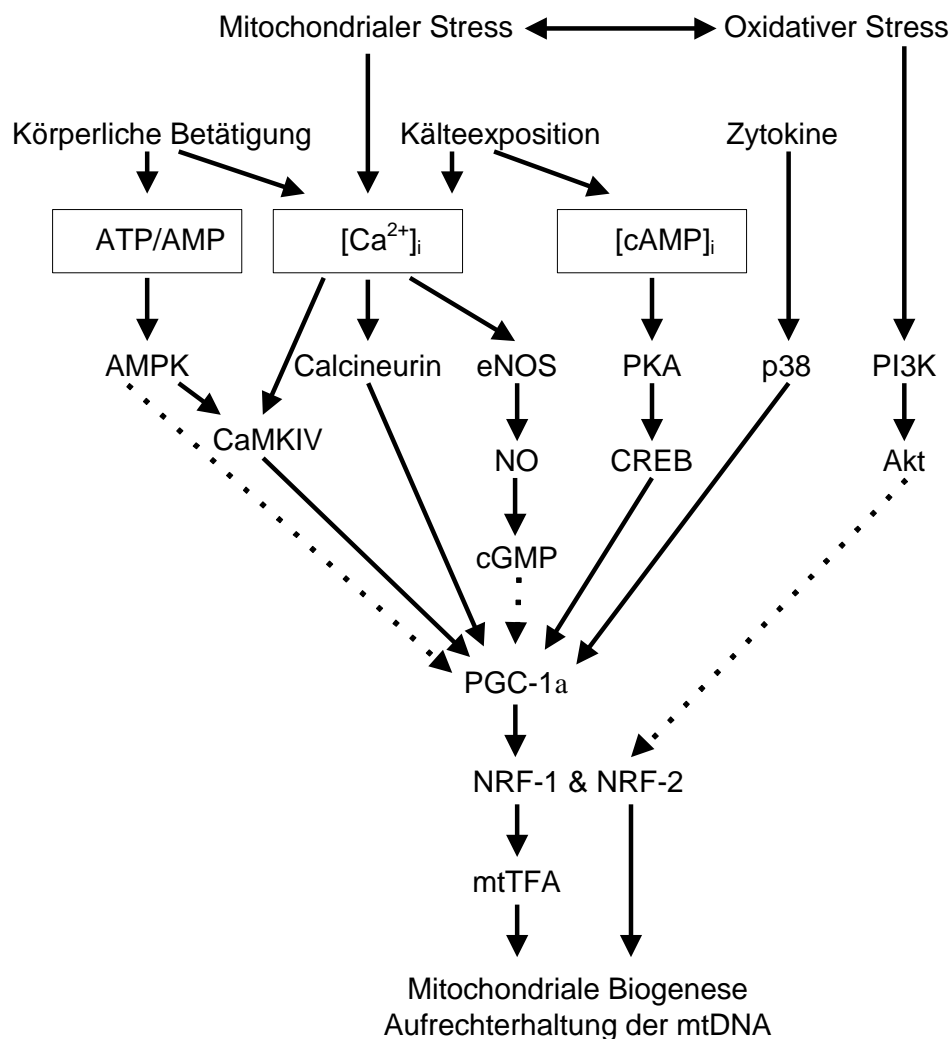 Mitochondrialer Stress
Oxidativer Stress
Körperliche Betätigung
Kälteexposition
Zytokine
ATP/AMP
[Ca²⁺]ᵢ
[cAMP]ᵢ
AMPK
Calcineurin
eNOS
PKA
p38
PI3K
CaMKIV
NO
CREB
Akt
cGMP
PGC-1a
NRF-1 & NRF-2
mtTFA
Mitochondriale Biogenese
Aufrechterhaltung der mtDNA